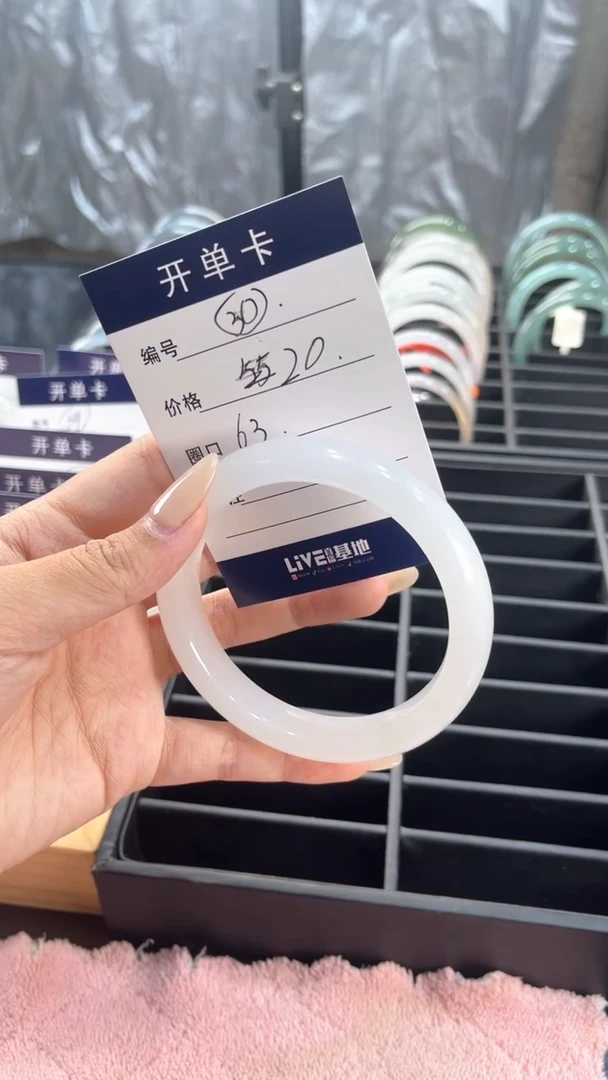 开单卡
编号 30.
价格 20.
圈口 63.
LiVE 基地
开单卡
开单卡
开单卡